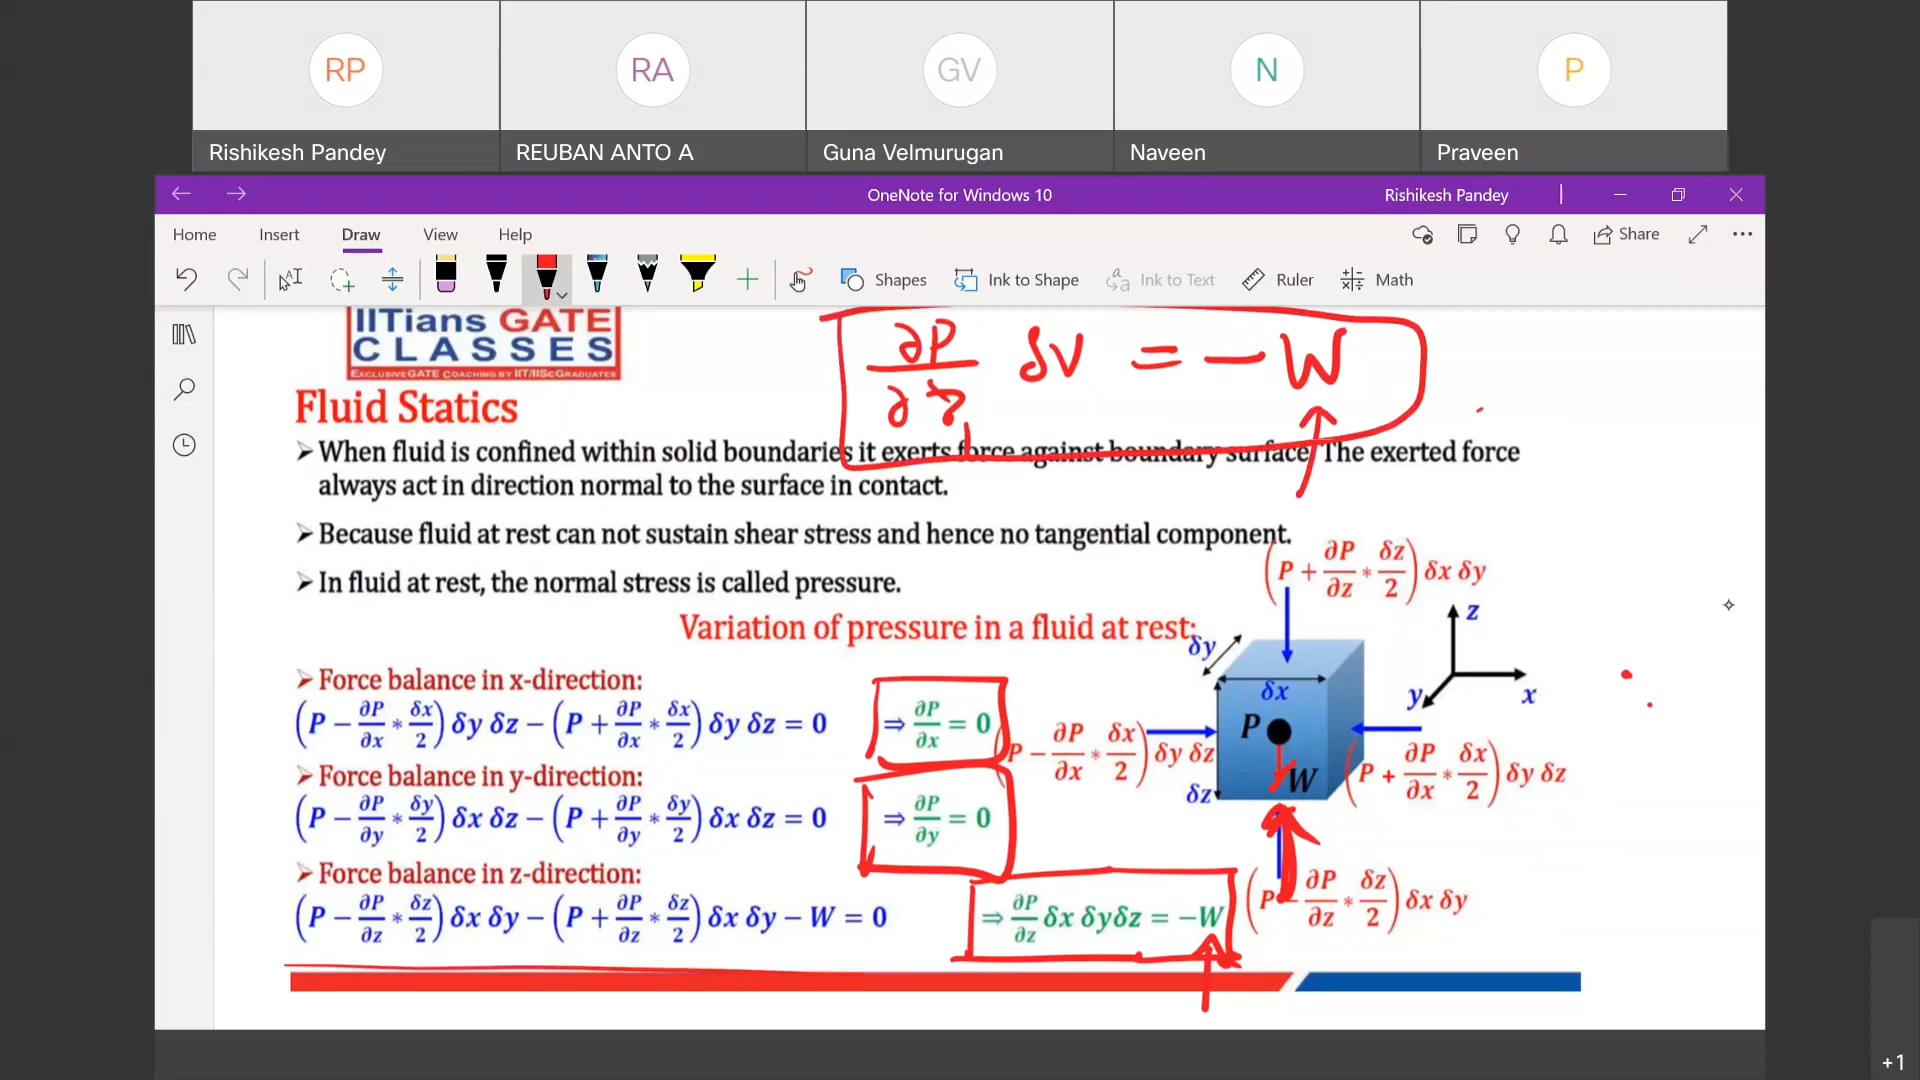 RP RA GV N P
Rishikesh Pandey REUBAN ANTO A Guna Velmurugan Naveen Praveen
OneNote for Windows 10 Rishikesh Pandey
Home Insert Draw View Help Share
Shapes Ink to Shape Ink to Text Ruler Math
IITians GATE
CLASSES
EXCLUSIVE GATE COACHING BY IIT/IISc GRADUATES
∂P/∂z δV = - W
Fluid Statics
➢ When fluid is confined within solid boundaries it exerts force against boundary surface. The exerted force
always act in direction normal to the surface in contact.
➢ Because fluid at rest can not sustain shear stress and hence no tangential component.
➢ In fluid at rest, the normal stress is called pressure.
Variation of pressure in a fluid at rest:
➢ Force balance in x-direction:
(P − ∂P/∂x * δx/2) δy δz − (P + ∂P/∂x * δx/2) δy δz = 0 ⇒ ∂P/∂x = 0
➢ Force balance in y-direction:
(P − ∂P/∂y * δy/2) δx δz − (P + ∂P/∂y * δy/2) δx δz = 0 ⇒ ∂P/∂y = 0
➢ Force balance in z-direction:
(P − ∂P/∂z * δz/2) δx δy − (P + ∂P/∂z * δz/2) δx δy − W = 0 ⇒ ∂P/∂z δx δyδz = −W
(P + ∂P/∂z * δz/2) δx δy
δy
δx
z
y x
(P − ∂P/∂x * δx/2) δy δz
P
W
δz
(P + ∂P/∂x * δx/2) δy δz
(P − ∂P/∂z * δz/2) δx δy
+1